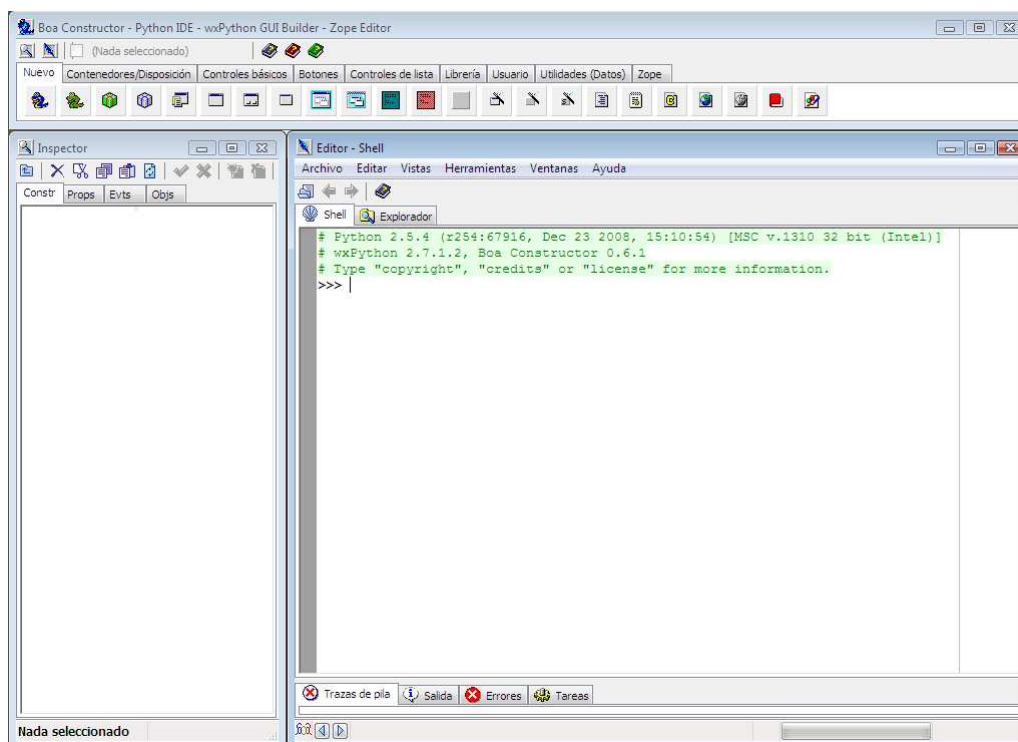 Boa Constructor - Python IDE - wxPython GUI Builder - Zope Editor
(Nada seleccionado)
Nuevo Contenedores/Disposición Controles básicos Botones Controles de lista Librería Usuario Utilidades (Datos) Zope
Inspector
Constr Props Evts Objs
Nada seleccionado
Editor - Shell
Archivo Editar Vistas Herramientas Ventanas Ayuda
Shell Explorador
# Python 2.5.4 (r254:67916, Dec 23 2008, 15:10:54) [MSC v.1310 32 bit (Intel)]
# wxPython 2.7.1.2, Boa Constructor 0.6.1
# Type "copyright", "credits" or "license" for more information.
>>>
Trazas de pila Salida Errores Tareas